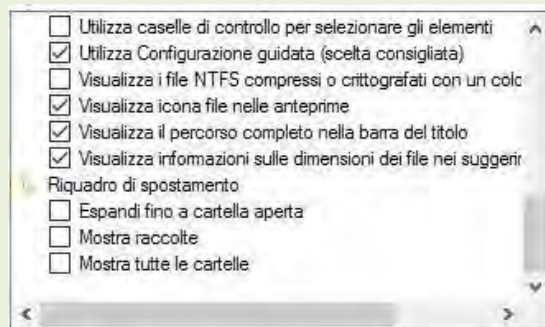 Utilizza caselle di controllo per selezionare gli elementi
Utilizza Configurazione guidata (scelta consigliata)
Visualizza i file NTFS compressi o crittografati con un colo
Visualizza icona file nelle anteprime
Visualizza il percorso completo nella barra del titolo
Visualizza informazioni sulle dimensioni dei file nei suggerir
Riquadro di spostamento
Espandi fino a cartella aperta
Mostra raccolte
Mostra tutte le cartelle